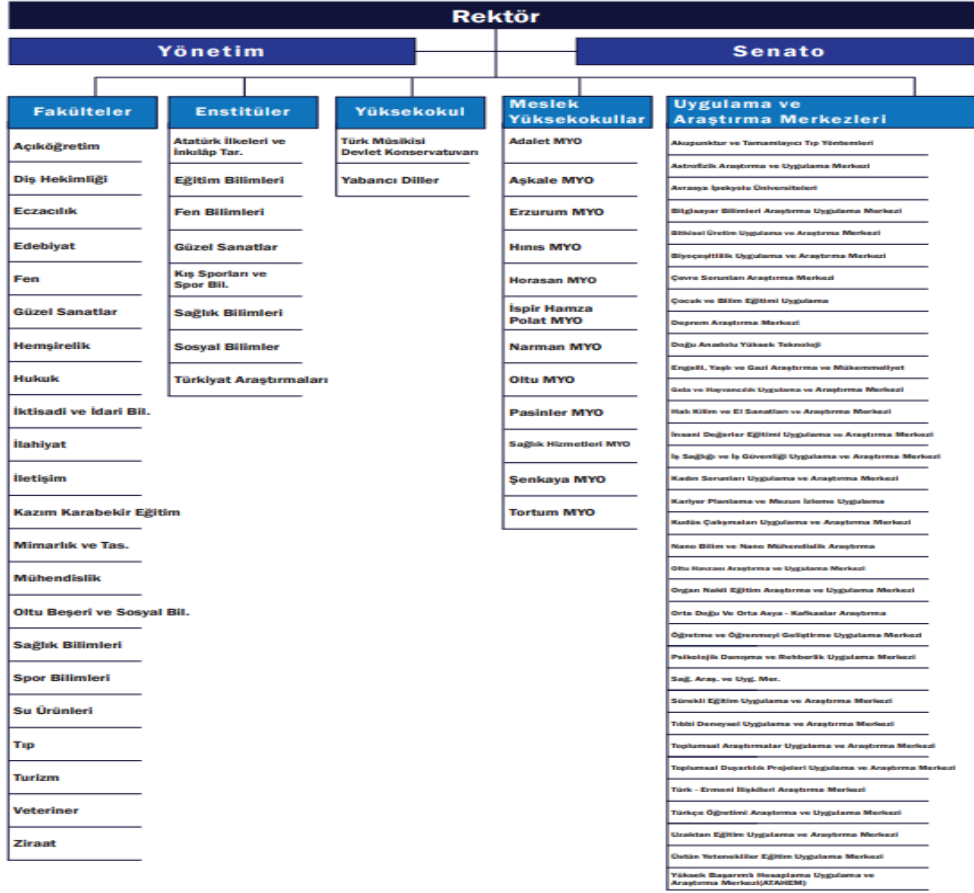 Rektör
Yönetim
Senato
Fakülteler
Açıköğretim
Diş Hekimliği
Eczacılık
Edebiyat
Fen
Güzel Sanatlar
Hemşirelik
Hukuk
İktisadi ve İdari Bil.
İlahiyat
İletişim
Kazım Karabekir Eğitim
Mimarlık ve Tas.
Mühendislik
Oltu Beşeri ve Sosyal Bil.
Sağlık Bilimleri
Spor Bilimleri
Su Ürünleri
Tıp
Turizm
Veteriner
Ziraat
Enstitüler
Atatürk İlkeleri ve
İnkılâp Tar.
Eğitim Bilimleri
Fen Bilimleri
Güzel Sanatlar
Kış Sporları ve
Spor Bil.
Sağlık Bilimleri
Sosyal Bilimler
Türkiyat Araştırmaları
Yüksekokul
Türk Mûsikîsi
Devlet Konservatuvarı
Yabancı Diller
Meslek
Yüksekokullar
Adalet MYO
Aşkale MYO
Erzurum MYO
Hınıs MYO
Horasan MYO
İspir Hamza
Polat MYO
Narman MYO
Oltu MYO
Pasinler MYO
Sağlık Hizmetleri MYO
Şenkaya MYO
Tortum MYO
Uygulama ve
Araştırma Merkezleri
Akupunktur ve Tamamlayıcı Tıp Yöntemleri
Astrofizik Araştırma ve Uygulama Merkezi
Avrasya İpekyolu Üniversiteleri
Bilgisayar Bilimleri Araştırma Uygulama Merkezi
Bitkisel Üretim Uygulama ve Araştırma Merkezi
Biyoçeşitlilik Uygulama ve Araştırma Merkezi
Çevre Sorunları Araştırma Merkezi
Çocuk ve Bilim Eğitimi Uygulama
Deprem Araştırma Merkezi
Doğu Anadolu Yüksek Teknoloji
Engelli, Yaşlı ve Gazi Araştırma ve Mükemmeliyet
Gıda ve Hayvancılık Uygulama ve Araştırma Merkezi
Halı Kilim ve El Sanatları ve Araştırma Merkezi
İnsani Değerler Eğitimi Uygulama ve Araştırma Merkezi
İş Sağlığı ve İş Güvenliği Uygulama ve Araştırma Merkezi
Kadın Sorunları Uygulama ve Araştırma Merkezi
Kariyer Planlama ve Mezun İzleme Uygulama
Kudüs Çalışmaları Uygulama ve Araştırma Merkezi
Nano Bilim ve Nano Mühendislik Araştırma
Oltu Havzası Araştırma ve Uygulama Merkezi
Organ Nakli Eğitim Araştırma ve Uygulama Merkezi
Orta Doğu Ve Orta Asya - Kafkaslar Araştırma
Öğretme ve Öğrenmeyi Geliştirme Uygulama Merkezi
Psikolojik Danışma ve Rehberlik Uygulama Merkezi
Sağ. Araş. ve Uyg. Mer.
Sürekli Eğitim Uygulama ve Araştırma Merkezi
Tıbbi Deneysel Uygulama ve Araştırma Merkezi
Toplumsal Araştırmalar Uygulama ve Araştırma Merkezi
Toplumsal Duyarlılık Projeleri Uygulama ve Araştırma Merkezi
Türk - Ermeni İlişkileri Araştırma Merkezi
Türkçe Öğretimi Araştırma ve Uygulama Merkezi
Uzaktan Eğitim Uygulama ve Araştırma Merkezi
Üstün Yetenekliler Eğitim Uygulama Merkezi
Yüksek Başarımlı Hesaplama Uygulama ve
Araştırma Merkezi(ATAHEM)